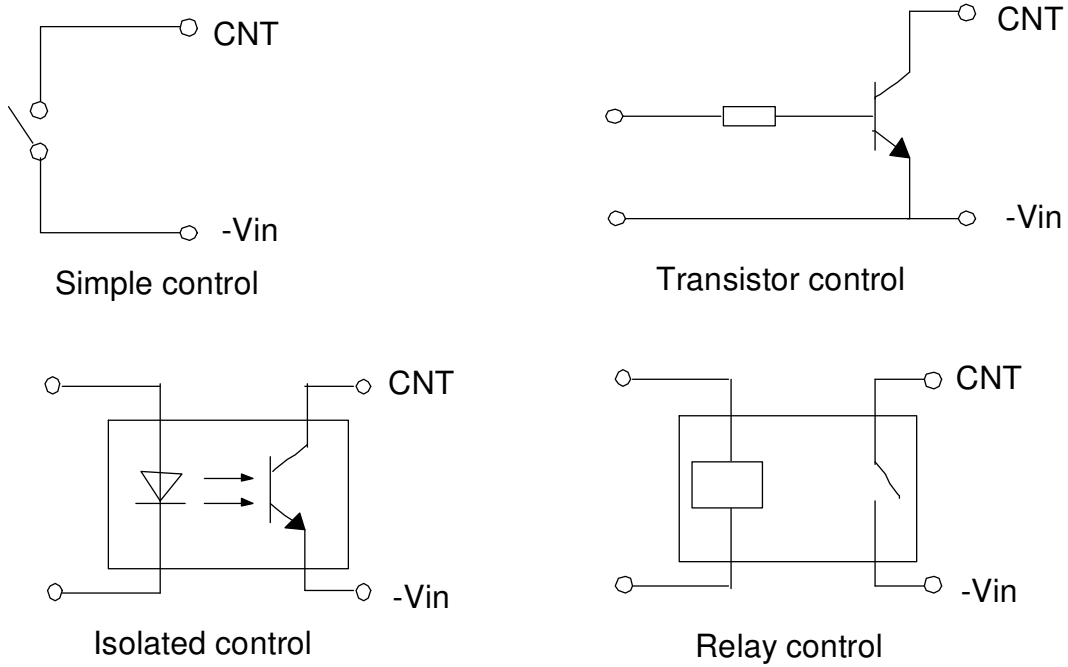 CNT
-Vin
Simple control
CNT
-Vin
Transistor control
CNT
-Vin
Isolated control
CNT
-Vin
Relay control